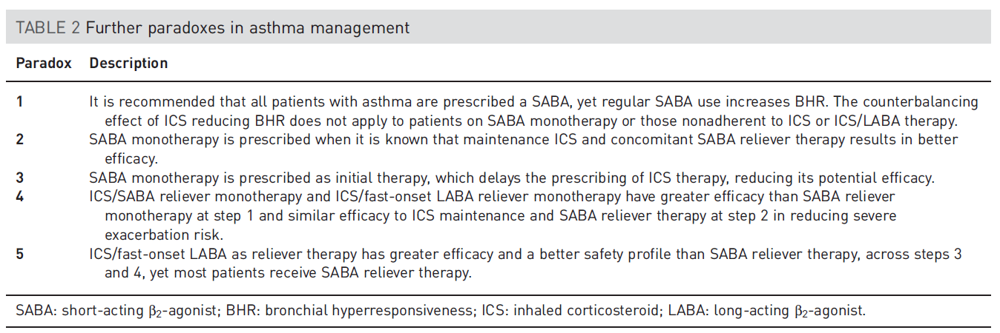 TABLE 2 Further paradoxes in asthma management
Paradox Description
1 It is recommended that all patients with asthma are prescribed a SABA, yet regular SABA use increases BHR. The counterbalancing
effect of ICS reducing BHR does not apply to patients on SABA monotherapy or those nonadherent to ICS or ICS/LABA therapy.
2 SABA monotherapy is prescribed when it is known that maintenance ICS and concomitant SABA reliever therapy results in better
efficacy.
3 SABA monotherapy is prescribed as initial therapy, which delays the prescribing of ICS therapy, reducing its potential efficacy.
4 ICS/SABA reliever monotherapy and ICS/fast-onset LABA reliever monotherapy have greater efficacy than SABA reliever
monotherapy at step 1 and similar efficacy to ICS maintenance and SABA reliever therapy at step 2 in reducing severe
exacerbation risk.
5 ICS/fast-onset LABA as reliever therapy has greater efficacy and a better safety profile than SABA reliever therapy, across steps 3
and 4, yet most patients receive SABA reliever therapy.
SABA: short-acting β₂-agonist; BHR: bronchial hyperresponsiveness; ICS: inhaled corticosteroid; LABA: long-acting β₂-agonist.